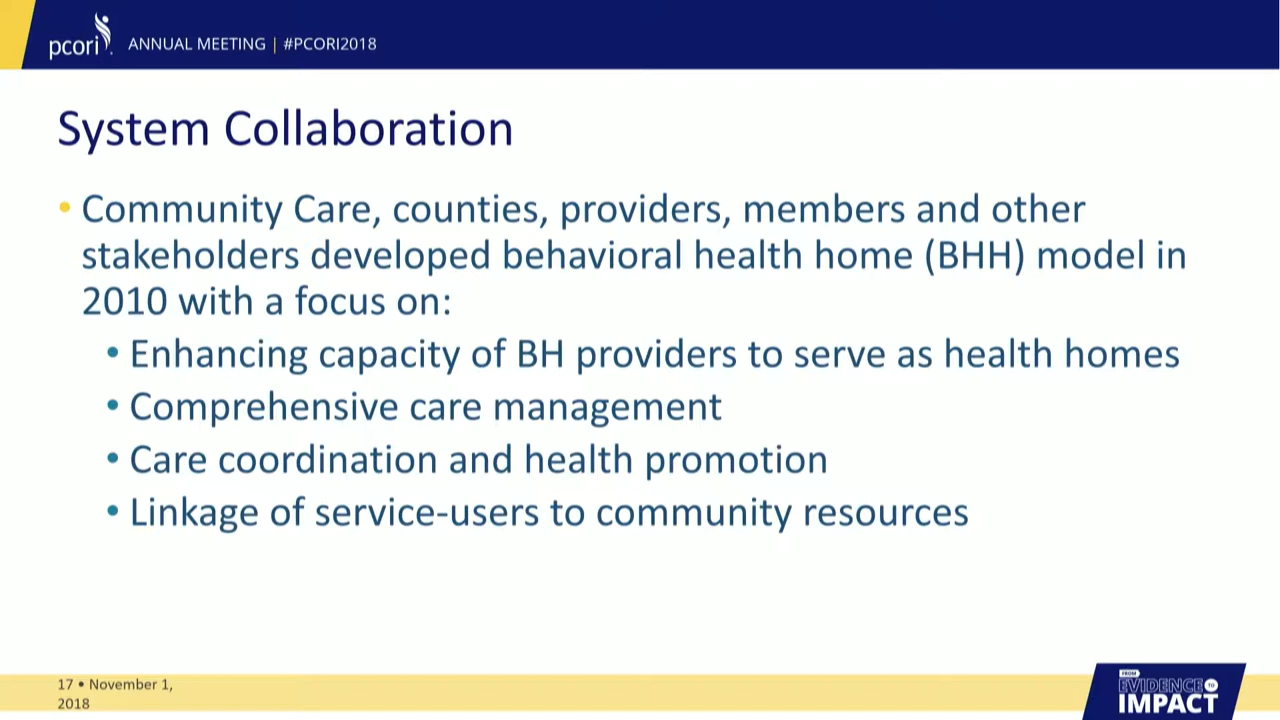 pcori
ANNUAL MEETING | #PCORI2018
System Collaboration
• Community Care, counties, providers, members and other
stakeholders developed behavioral health home (BHH) model in
2010 with a focus on:
• Enhancing capacity of BH providers to serve as health homes
• Comprehensive care management
• Care coordination and health promotion
• Linkage of service-users to community resources
17 • November 1,
2018
FROM
EVIDENCE TO
IMPACT